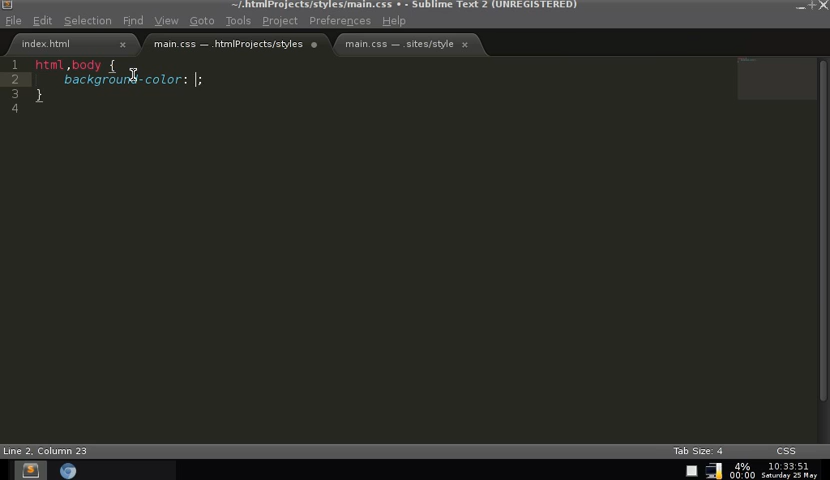 ~/.htmlProjects/styles/main.css • - Sublime Text 2 (UNREGISTERED)
File Edit Selection Find View Goto Tools Project Preferences Help
index.html × main.css — .htmlProjects/styles • main.css — .sites/style ×
1 html,body {
2 background-color: ;
3 }
4
Line 2, Column 23 Tab Size: 4 CSS
4% 10:33:51
00:00 Saturday 25 May